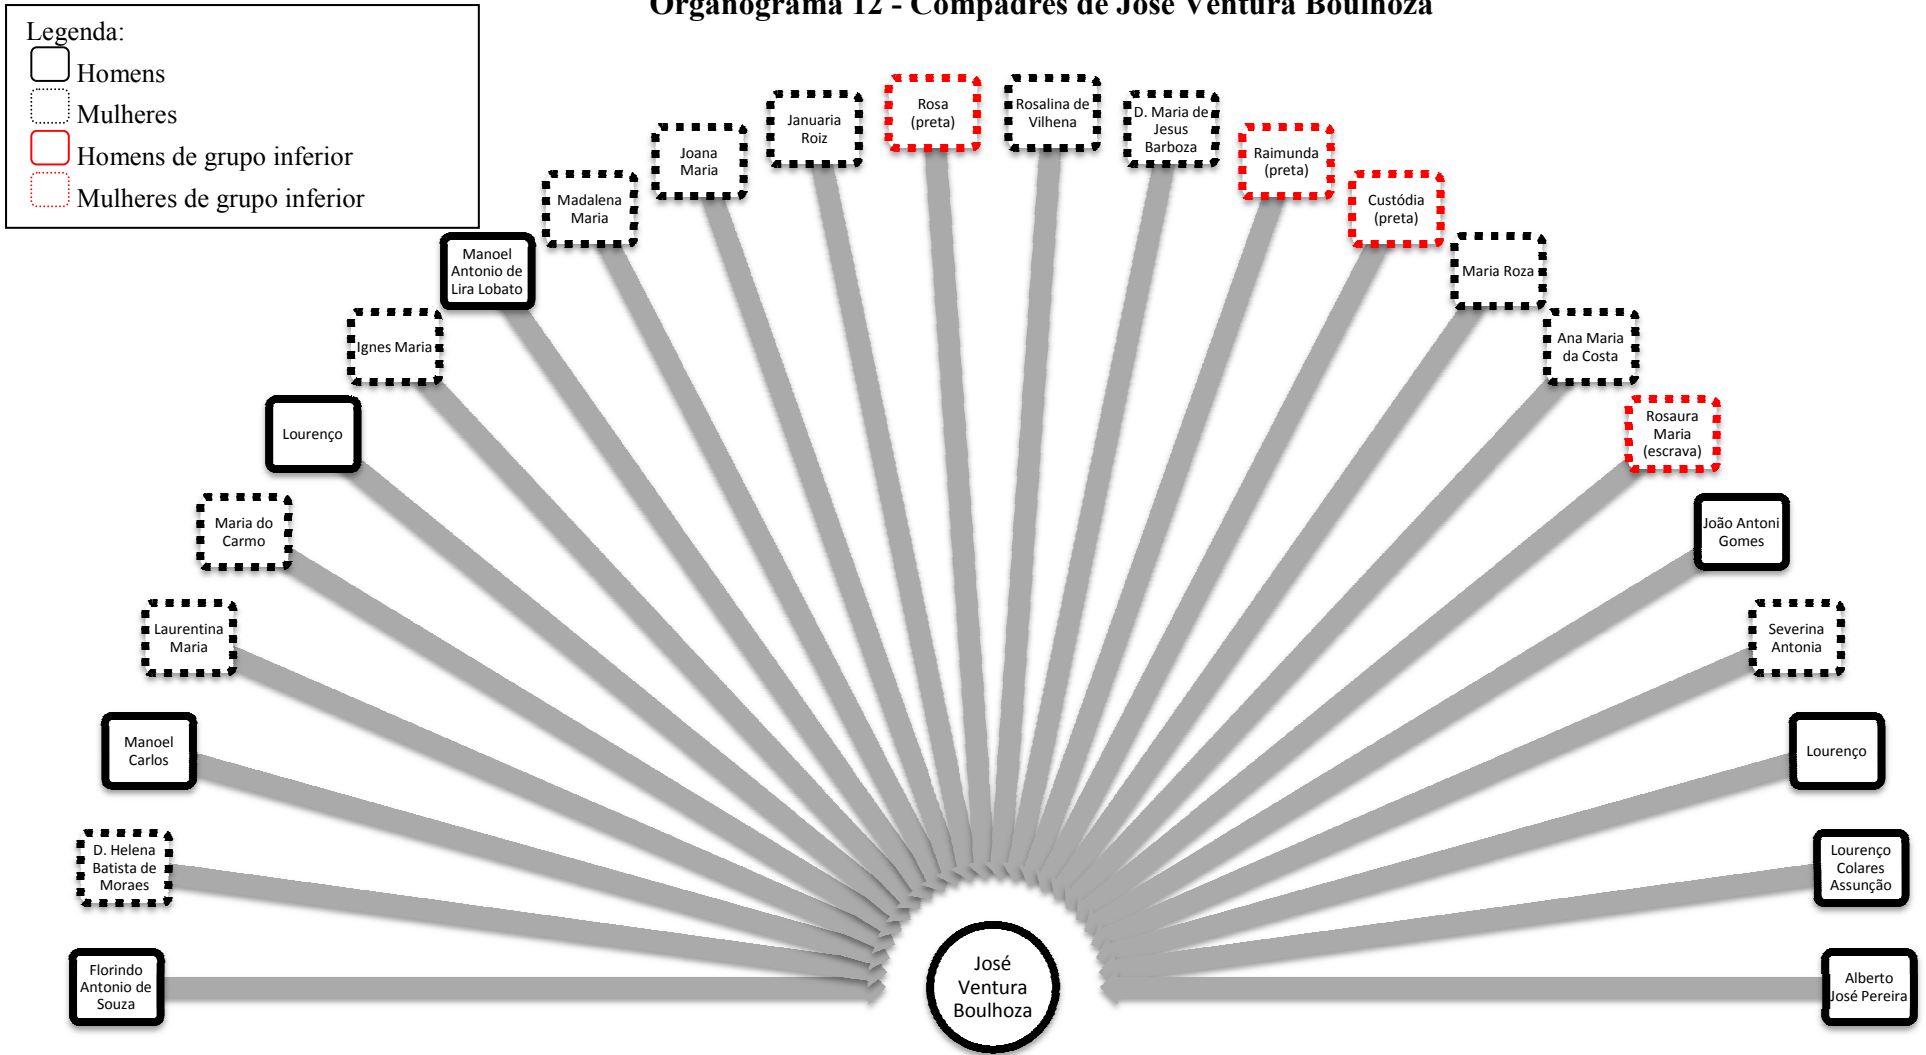 Organograma 12 - Compadres de José Ventura Boulhoza
Legenda:
Homens
Mulheres
Homens de grupo inferior
Mulheres de grupo inferior
Florindo
Antonio de
Souza
D. Helena
Batista de
Moraes
Manoel
Carlos
Laurentina
Maria
Maria do
Carmo
Lourenço
Ignes Maria
Manoel
Antonio de
Lira Lobato
Madalena
Maria
Joana
Maria
Januaria
Roiz
Rosa
(preta)
Rosalina de
Vilhena
D. Maria de
Jesus
Barboza
Raimunda
(preta)
Custódia
(preta)
Maria Roza
Ana Maria
da Costa
Rosaura
Maria
(escrava)
João Antoni
Gomes
Severina
Antonia
Lourenço
Lourenço
Colares
Assunção
Alberto
José Pereira
José
Ventura
Boulhoza